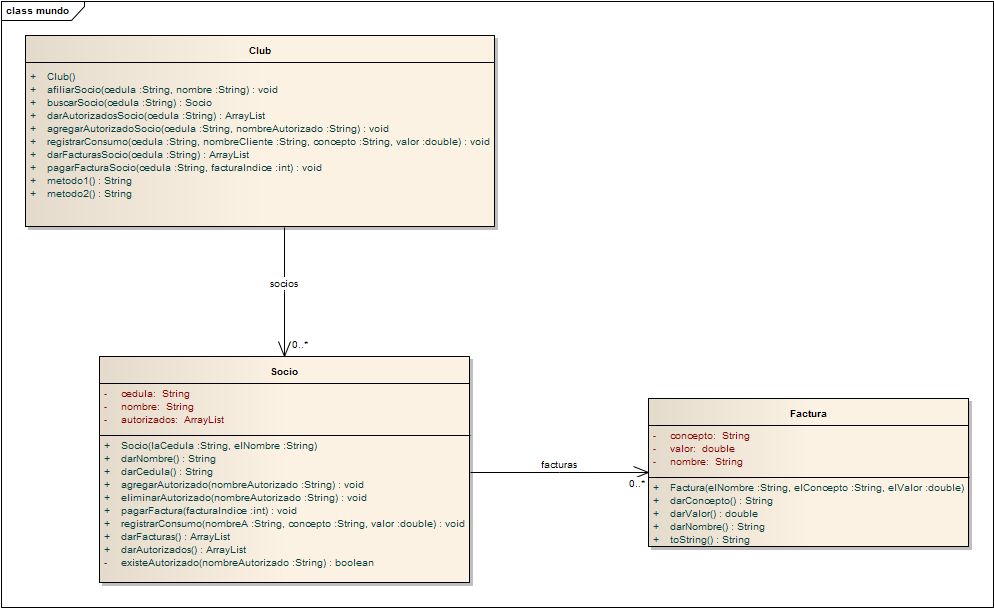 class mundo
Club
+ Club()
+ afiliarSocio(cedula :String, nombre :String) : void
+ buscarSocio(cedula :String) : Socio
+ darAutorizadosSocio(cedula :String) : ArrayList
+ agregarAutorizadoSocio(cedula :String, nombreAutorizado :String) : void
+ registrarConsumo(cedula :String, nombreCliente :String, concepto :String, valor :double) : void
+ darFacturasSocio(cedula :String) : ArrayList
+ pagarFacturaSocio(cedula :String, facturaIndice :int) : void
+ metodo1() : String
+ metodo2() : String
socios
0..*
Socio
- cedula: String
- nombre: String
- autorizados: ArrayList
+ Socio(laCedula :String, elNombre :String)
+ darNombre() : String
+ darCedula() : String
+ agregarAutorizado(nombreAutorizado :String) : void
+ eliminarAutorizado(nombreAutorizado :String) : void
+ pagarFactura(facturaIndice :int) : void
+ registrarConsumo(nombreA :String, concepto :String, valor :double) : void
+ darFacturas() : ArrayList
+ darAutorizados() : ArrayList
- existeAutorizado(nombreAutorizado :String) : boolean
facturas
0..*
Factura
- concepto: String
- valor: double
- nombre: String
+ Factura(elNombre :String, elConcepto :String, elValor :double)
+ darConcepto() : String
+ darValor() : double
+ darNombre() : String
+ toString() : String